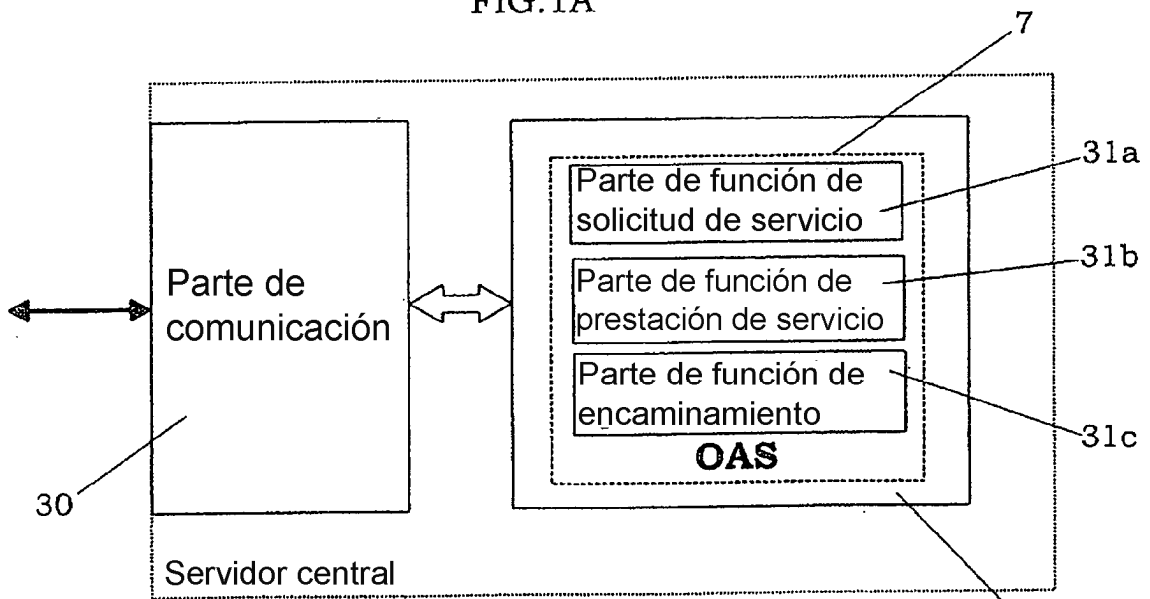 FIG.1A
7
Parte de función de
solicitud de servicio
31a
Parte de función de
prestación de servicio
31b
Parte de función de
encaminamiento
31c
OAS
Parte de
comunicación
30
Servidor central